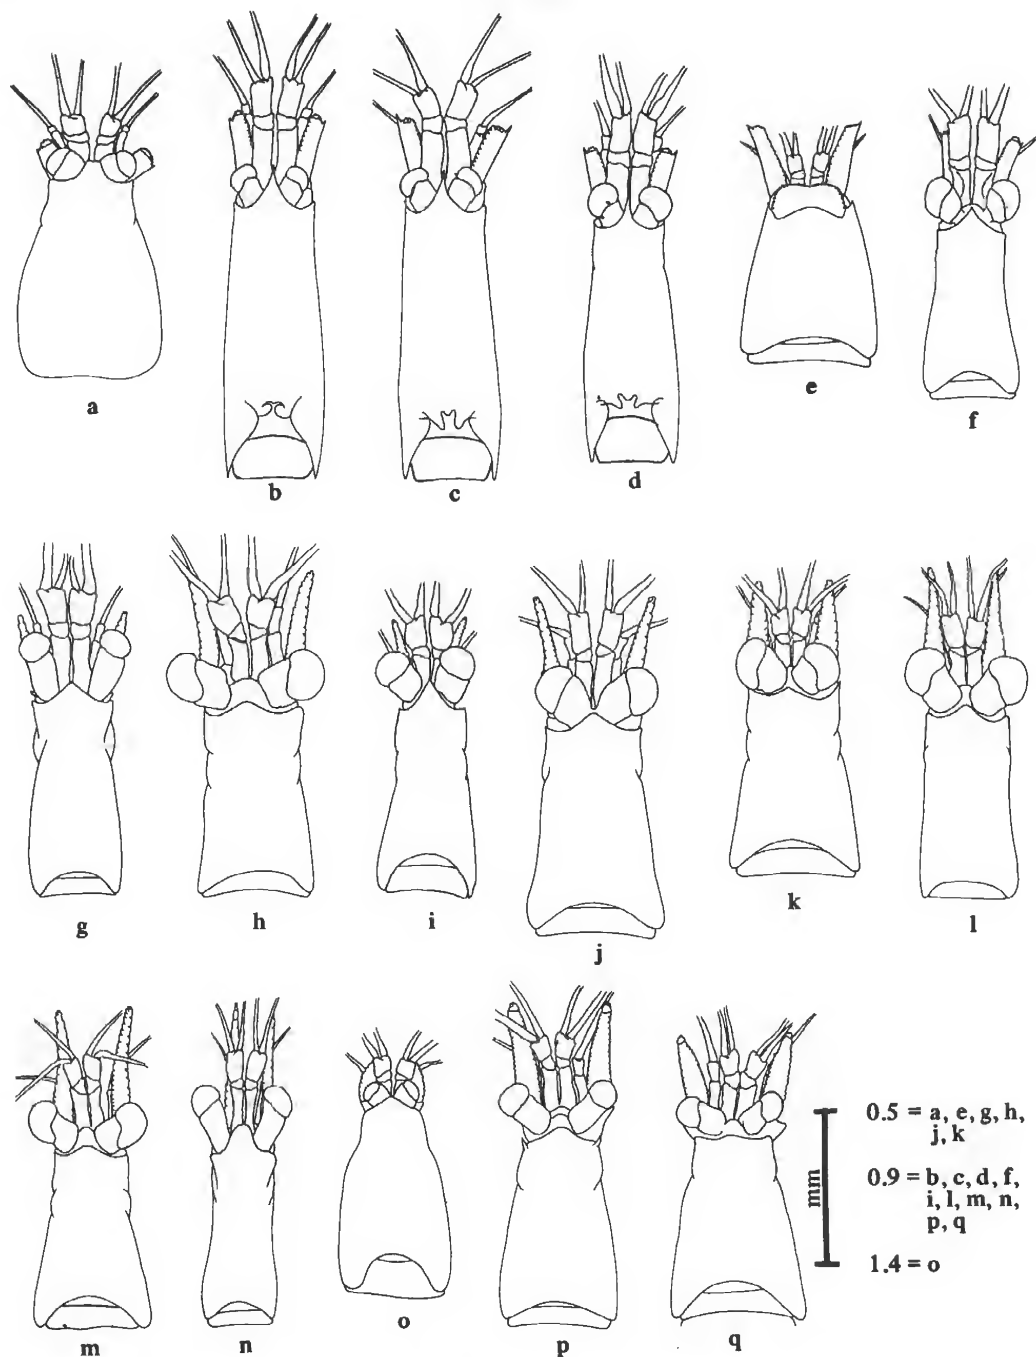 a
b
c
d
e
f
g
h
i
j
k
l
m
n
o
p
q
mm
0.5 = a, e, g, h,
j, k
0.9 = b, c, d, f,
i, l, m, n,
p, q
1.4 = o